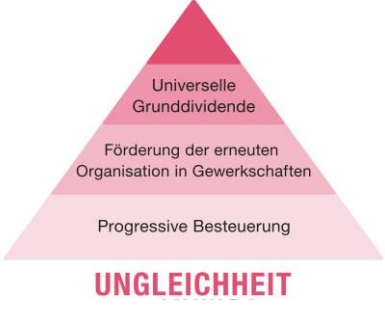 Universelle
Grunddividende
Förderung der erneuten
Organisation in Gewerkschaften
Progressive Besteuerung
UNGLEICHHEIT